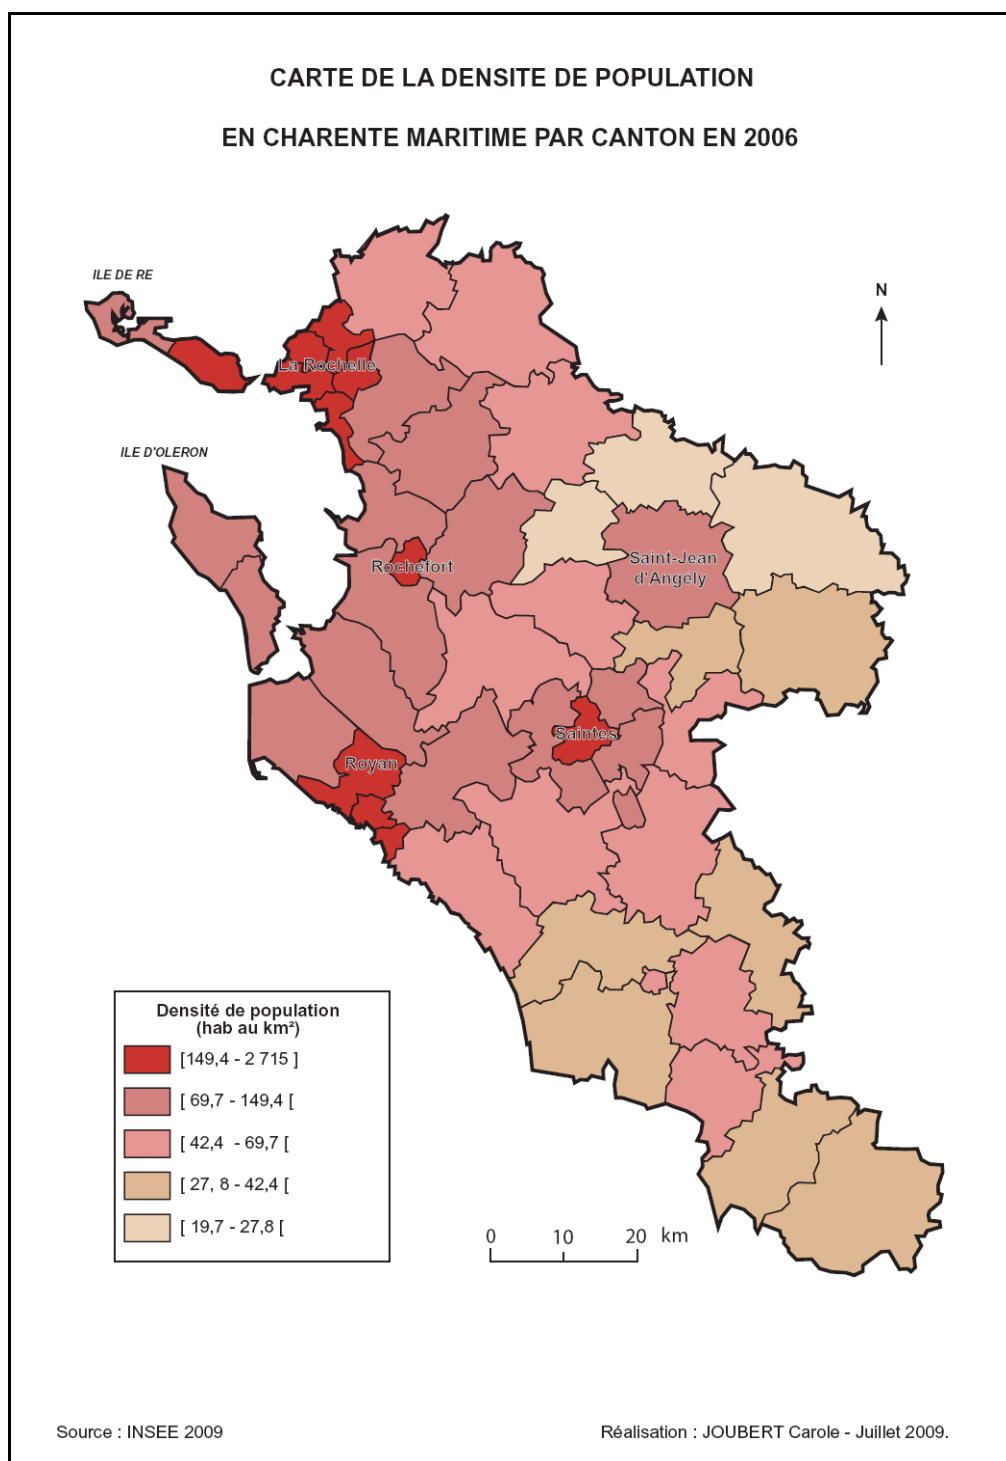 CARTE DE LA DENSITE DE POPULATION
EN CHARENTE MARITIME PAR CANTON EN 2006
ILE DE RE
N
La Rochelle
ILE D'OLERON
Rochefort
Saint-Jean
d'Angély
Saintes
Royan
Densité de population
(hab au km²)
[149,4 - 2 715 ]
[ 69,7 - 149,4 [
[ 42,4 - 69,7 [
[ 27, 8 - 42,4 [
[ 19,7 - 27,8 [
0 10 20 km
Source : INSEE 2009
Réalisation : JOUBERT Carole - Juillet 2009.